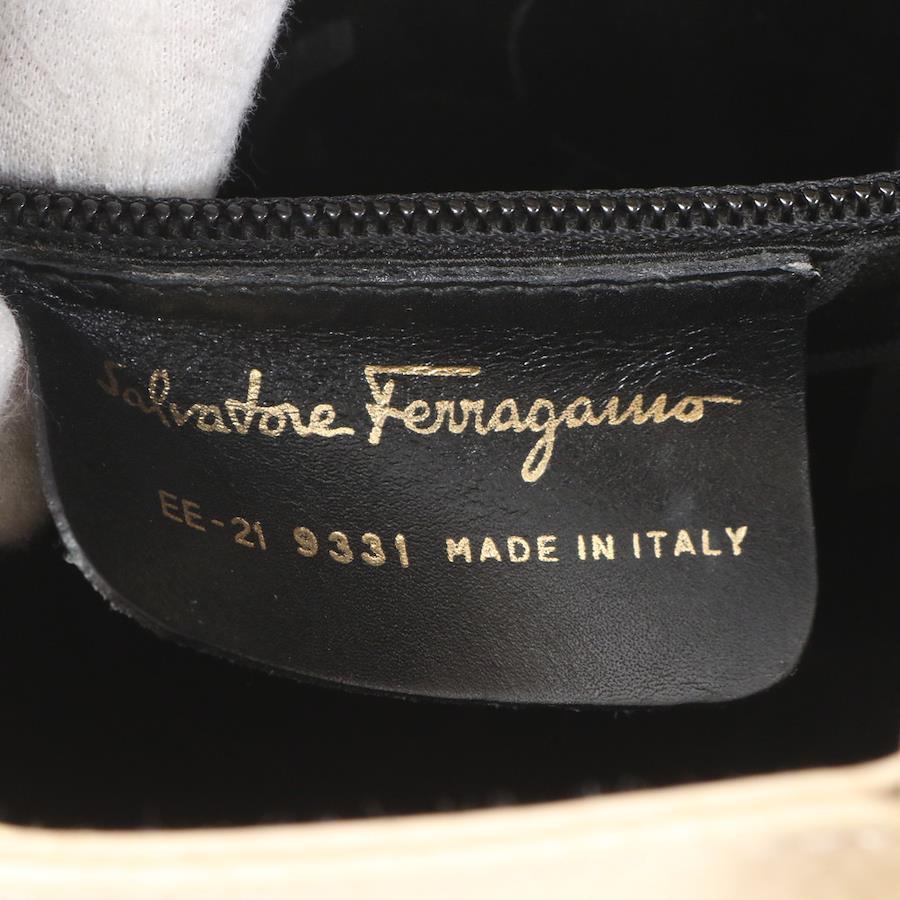 Salvatore Ferragamo
EE-21 9331 MADE IN ITALY